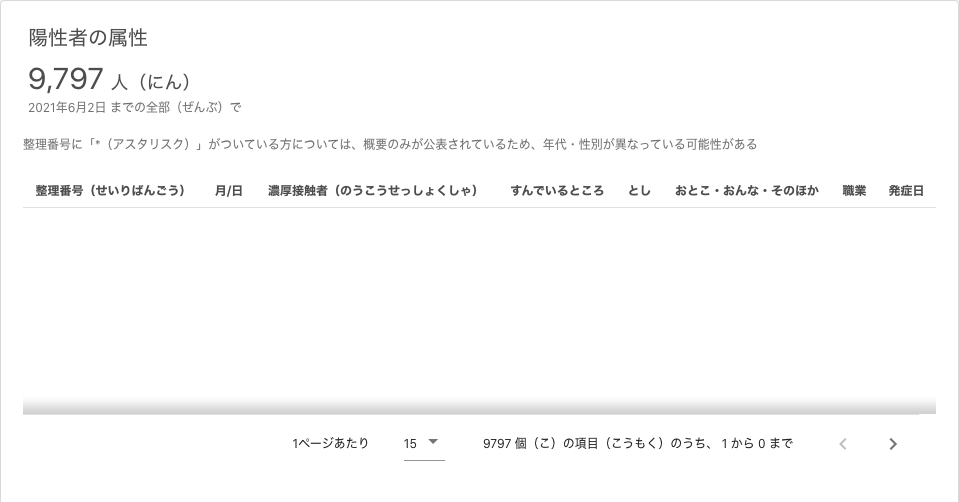 陽性者の属性
9,797 人（にん）
2021年6月2日 までの全部（ぜんぶ）で
整理番号に「*（アスタリスク）」がついている方については、概要のみが公表されているため、年代・性別が異なっている可能性がある
整理番号（せいりばんごう） 月/日 濃厚接触者（のうこうせっしょくしゃ） すんでいるところ とし おとこ・おんな・そのほか 職業 発症日
1ページあたり 15 9797 個（こ）の項目（こうもく）のうち、1 から 0 まで